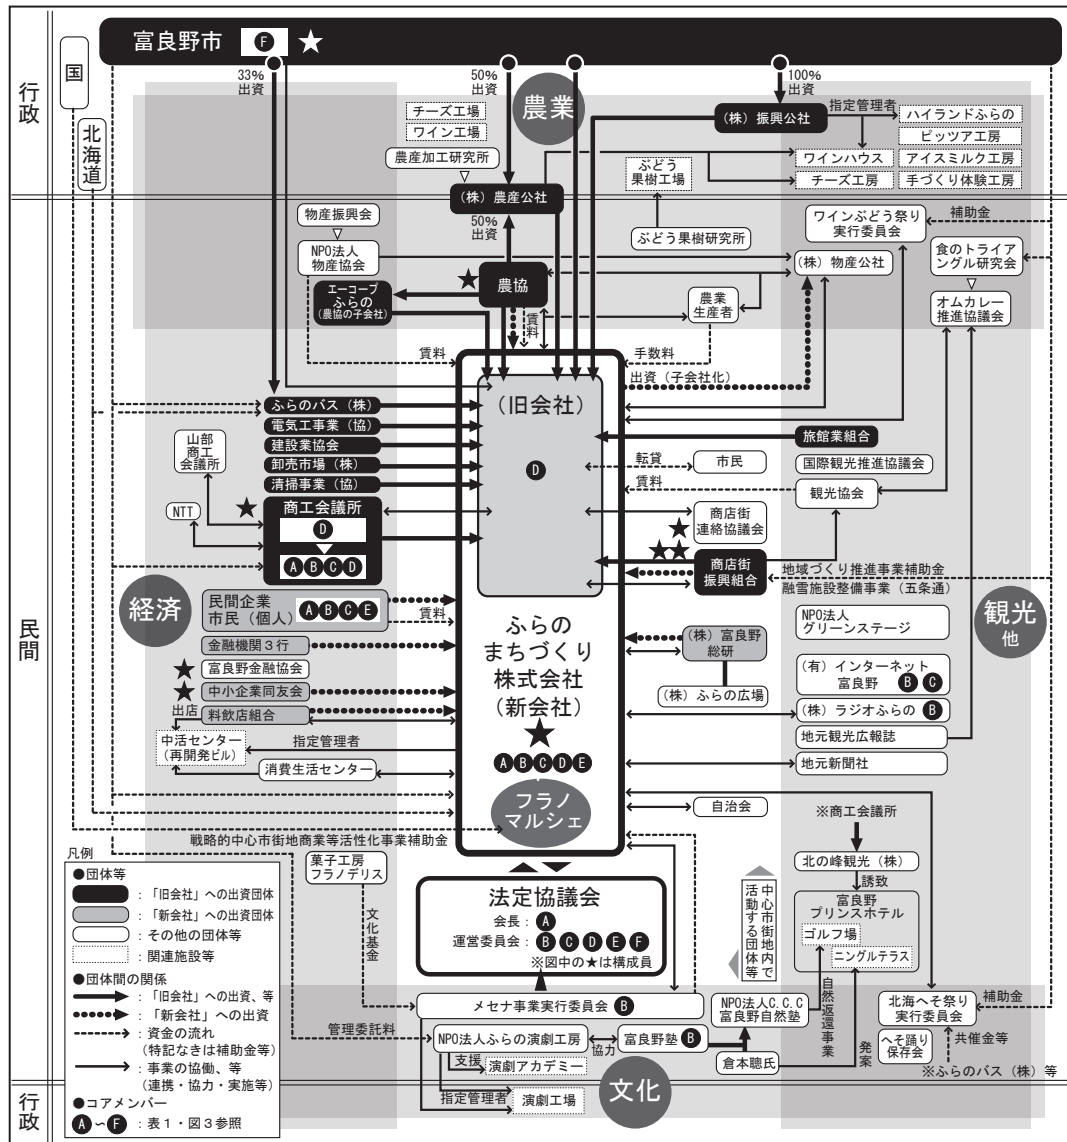 富良野市 F ★
国
北海道
行政
33%
出資
50%
出資
100%
出資
農業
チーズ工場
ワイン工場
農産加工研究所
(株)農産公社
50%
出資
(株)振興公社
指定管理者
ハイランドふらの
ピッツア工房
ワインハウス
アイスミルク工房
チーズ工房
手づくり体験工房
ぶどう
果樹工場
ぶどう果樹研究所
民間
物産振興会
NPO法人
物産協会
エーコープ
ふらの
(農協の子会社)
★
農協
賃料
農業
生産者
(株)物産公社
ワインぶどう祭り
実行委員会
補助金
食のトライア
ングル研究会
オムカレー
推進協議会
賃料
手数料
出資(子会社化)
(旧会社)
D
ふらのバス(株)
電気工事業(協)
建設業協会
卸売市場(株)
清掃事業(協)
山部
商工
会議所
NTT
★
商工会議所
D
A B C D
旅館業組合
転貸
市民
国際観光推進協議会
賃料
観光協会
商店街
連絡協議会
★
★★
商店街
振興組合
地域づくり推進事業補助金
融雪施設整備事業(五条通)
経済
観光
他
民間企業
市民(個人)
A B C E
賃料
金融機関3行
★ 富良野金融協会
★ 中小企業同友会
出店
料飲店組合
中活センター
(再開発ビル)
指定管理者
消費生活センター
ふらの
まちづくり
株式会社
(新会社)
★
A B C D E
フラノ
マルシェ
(株)富良野
総研
(株)ふらの広場
NPO法人
グリーンステージ
(有)インターネット
富良野 B C
(株)ラジオふらの B
地元観光広報誌
地元新聞社
自治会
戦略的中心市街地商業等活性化事業補助金
※商工会議所
北の峰観光(株)
誘致
富良野
プリンスホテル
ゴルフ場
ニングルテラス
菓子工房
フラノデリス
文化基金
法定協議会
会長:A
運営委員会:B C D E F
※図中の★は構成員
中心市街地内で
活動する団体等
メセナ事業実行委員会 B
NPO法人C.C.C
富良野自然塾
自然返還事業
発案
北海へそ祭り
実行委員会
補助金
へそ踊り
保存会
共催金等
※ふらのバス(株)等
管理委託料
NPO法人ふらの演劇工房
協力
富良野塾 B
倉本聰氏
支援
演劇アカデミー
文化
行政
指定管理者
演劇工場
凡例
●団体等
:「旧会社」への出資団体
:「新会社」への出資団体
:その他の団体等
:関連施設等
●団体間の関係
:「旧会社」への出資、等
:「新会社」への出資
:資金の流れ
(特記なきは補助金等)
:事業の協働、等
(連携・協力・実施等)
●コアメンバー
A~F:表1・図3参照